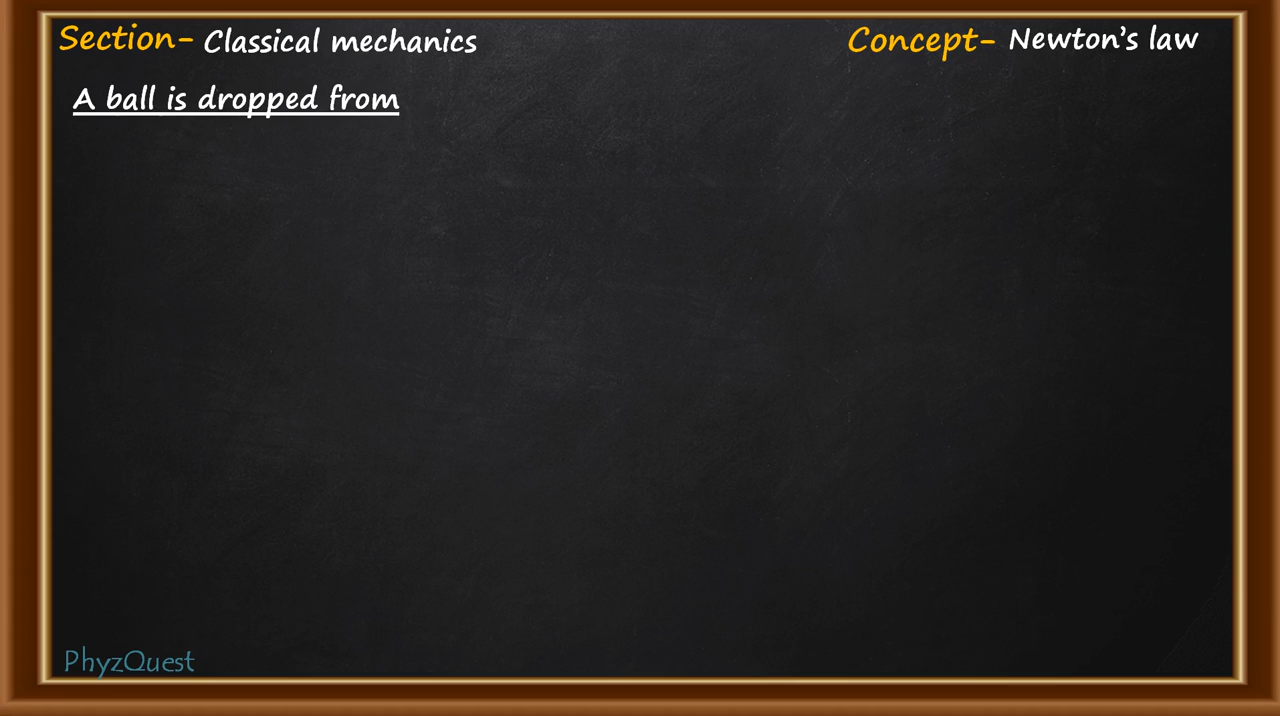 Section- Classical mechanics
Concept- Newton's law
A ball is dropped from
PhyzQuest